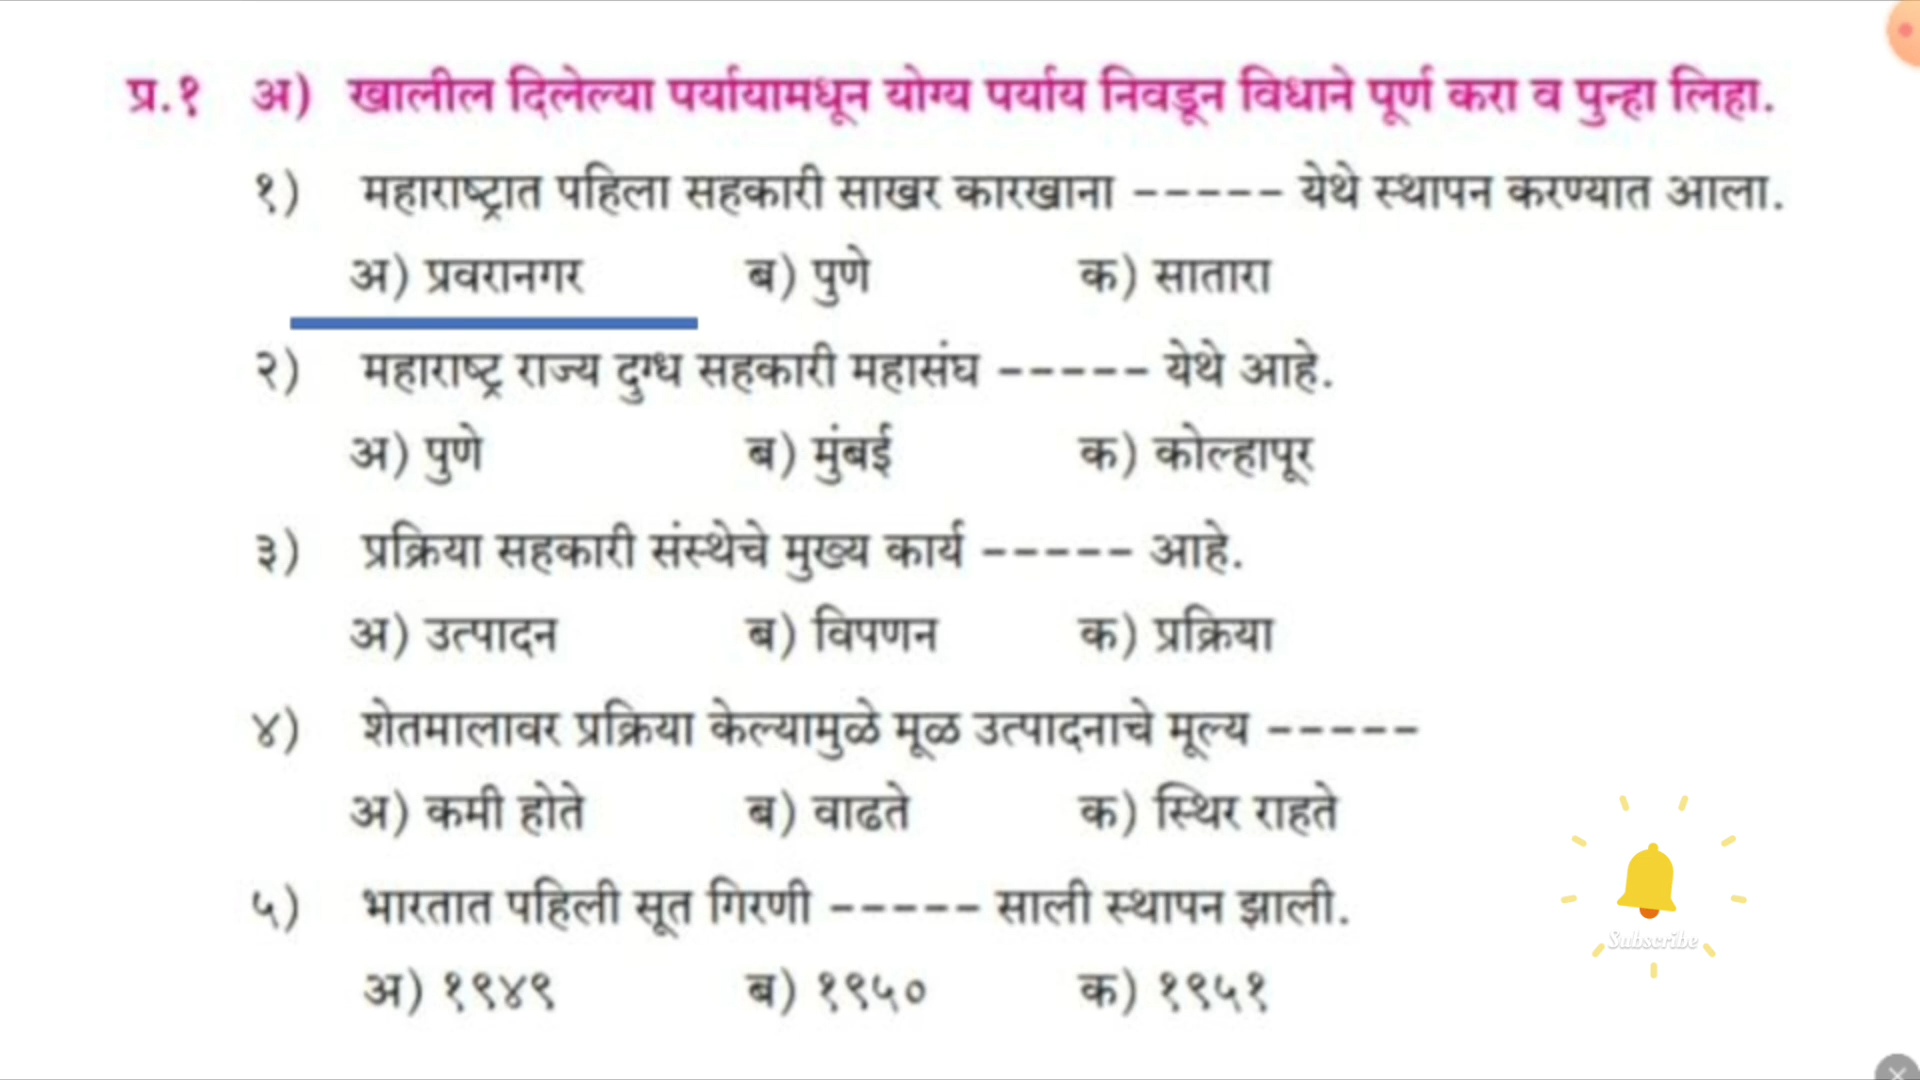 प्र.१ अ) खालील दिलेल्या पर्यायामधून योग्य पर्याय निवडून विधाने पूर्ण करा व पुन्हा लिहा.
१) महाराष्ट्रात पहिला सहकारी साखर कारखाना ----- येथे स्थापन करण्यात आला.
अ) प्रवरानगर ब) पुणे क) सातारा
२) महाराष्ट्र राज्य दुग्ध सहकारी महासंघ ----- येथे आहे.
अ) पुणे ब) मुंबई क) कोल्हापूर
३) प्रक्रिया सहकारी संस्थेचे मुख्य कार्य ----- आहे.
अ) उत्पादन ब) विपणन क) प्रक्रिया
४) शेतमालावर प्रक्रिया केल्यामुळे मूळ उत्पादनाचे मूल्य -----
अ) कमी होते ब) वाढते क) स्थिर राहते
५) भारतात पहिली सूत गिरणी ----- साली स्थापन झाली.
Subscribe
अ) १९४९ ब) १९५० क) १९५१